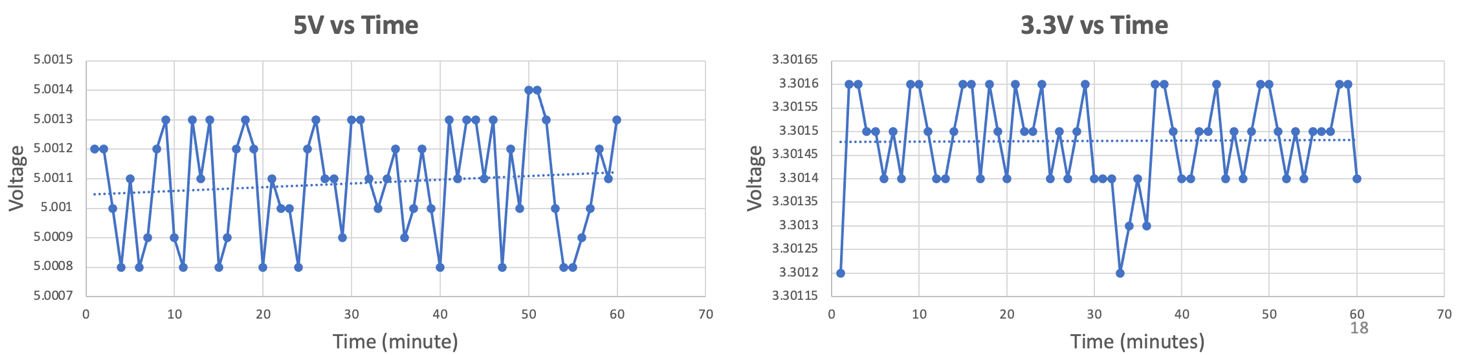 5V vs Time
5.0015
5.0014
5.0013
5.0012
5.0011
5.001
5.0009
5.0008
5.0007
Voltage
0 10 20 30 40 50 60 70
Time (minute)
3.3V vs Time
3.30165
3.3016
3.30155
3.3015
3.30145
3.3014
3.30135
3.3013
3.30125
3.3012
3.30115
Voltage
0 10 20 30 40 50 60 70
Time (minutes)
18